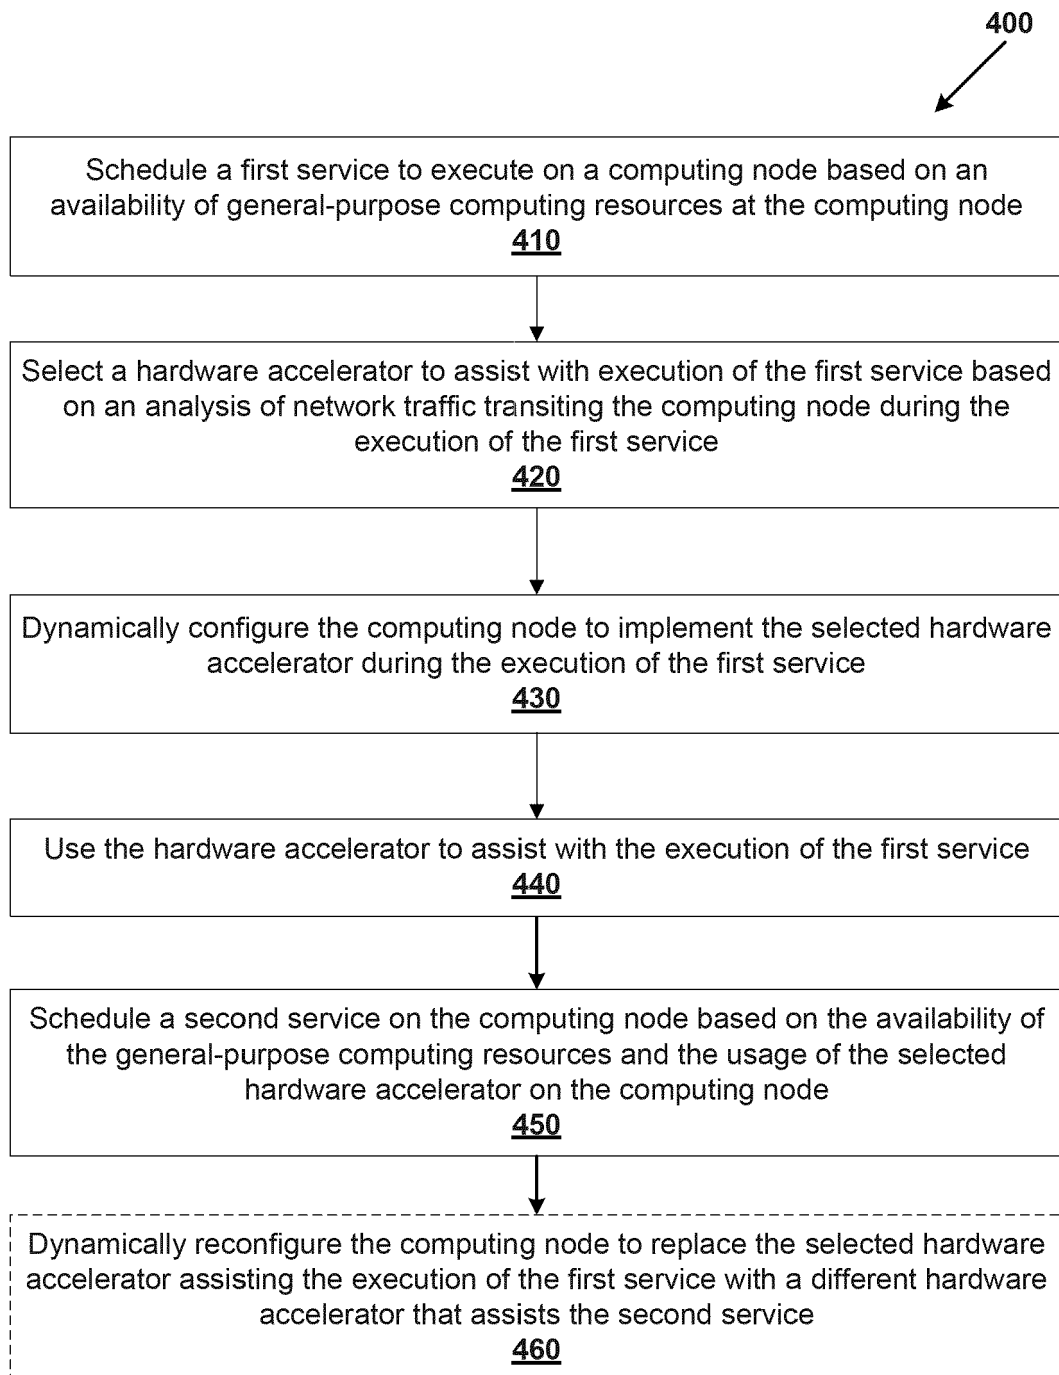 400
Schedule a first service to execute on a computing node based on an
availability of general-purpose computing resources at the computing node
410
Select a hardware accelerator to assist with execution of the first service based
on an analysis of network traffic transiting the computing node during the
execution of the first service
420
Dynamically configure the computing node to implement the selected hardware
accelerator during the execution of the first service
430
Use the hardware accelerator to assist with the execution of the first service
440
Schedule a second service on the computing node based on the availability of
the general-purpose computing resources and the usage of the selected
hardware accelerator on the computing node
450
Dynamically reconfigure the computing node to replace the selected hardware
accelerator assisting the execution of the first service with a different hardware
accelerator that assists the second service
460